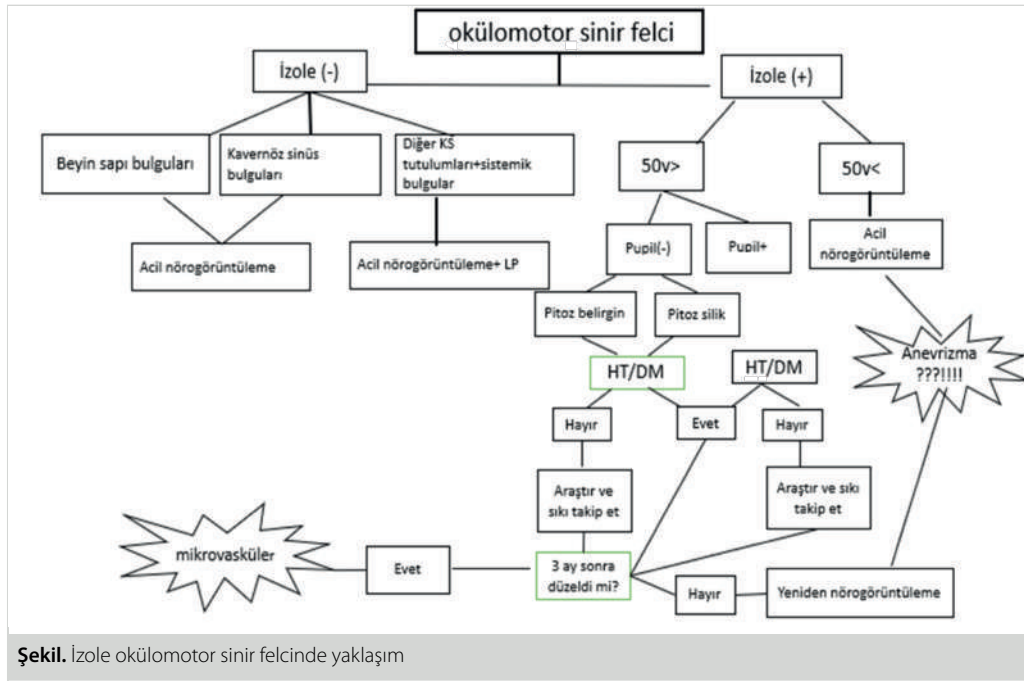 okülomotor sinir felci
İzole (-)
İzole (+)
Beyin sapı bulguları
Kavernöz sinüs
bulguları
Diğer KS
tutulumları+sistemik
bulgular
50v>
50v<
Acil nörogörüntüleme
Acil nörogörüntüleme+ LP
Pupil(-)
Pupil+
Acil
nörogörüntüleme
Pitoz belirgin
Pitoz silik
HT/DM
HT/DM
Anevrizma
???!!!!
Hayır
Evet
Hayır
Araştır ve
sıkı takip et
Araştır ve sıkı
takip et
mikrovasküler
Evet
3 ay sonra
düzeldi mi?
Hayır
Yeniden nörogörüntüleme
Şekil. İzole okülomotor sinir felcinde yaklaşım